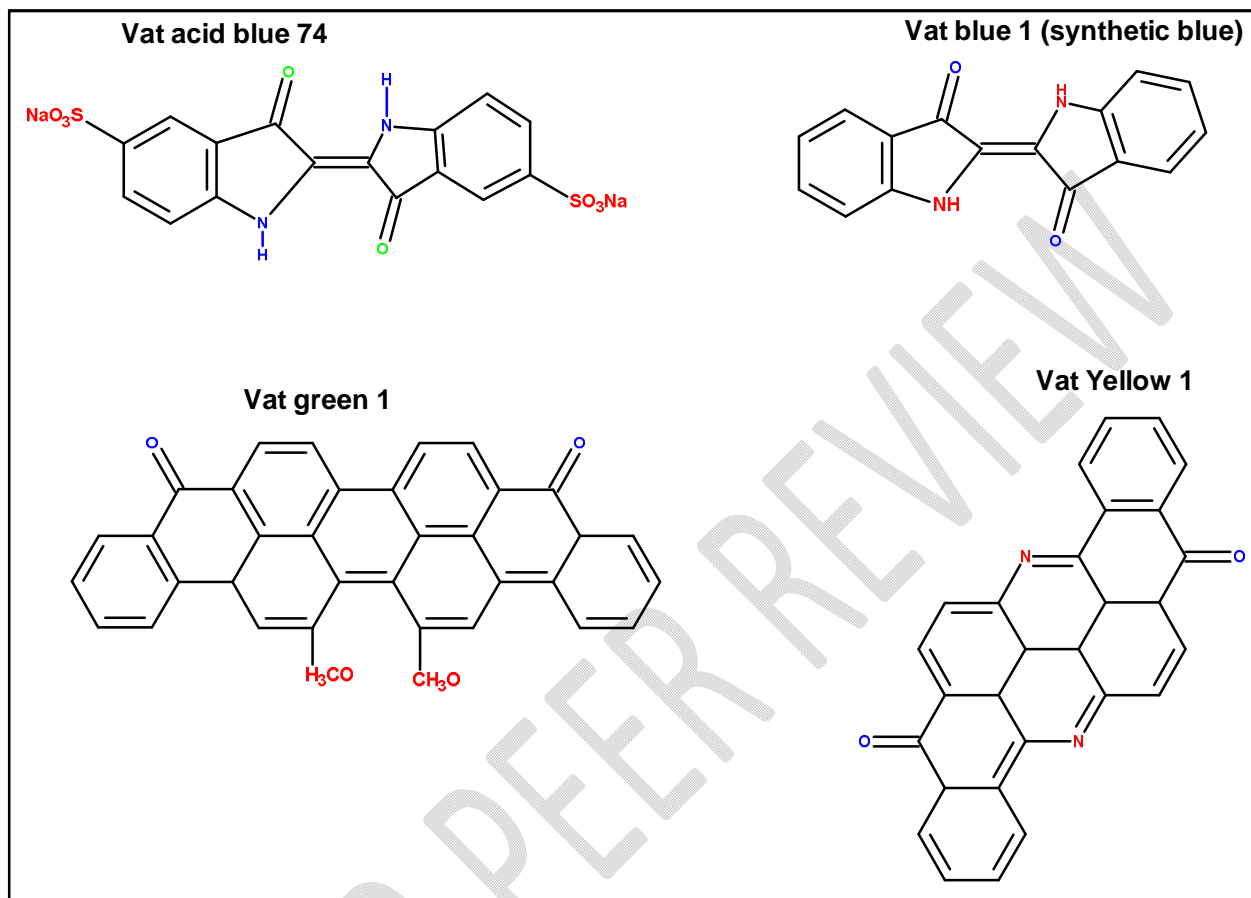 Vat acid blue 74
Vat blue 1 (synthetic blue)
O
H
N
NaO3S
SO3Na
N
H
O
O
H
N
NH
O
Vat green 1
Vat Yellow 1
O
O
H3CO
CH3O
N
O
O
N
PEER REVIEW